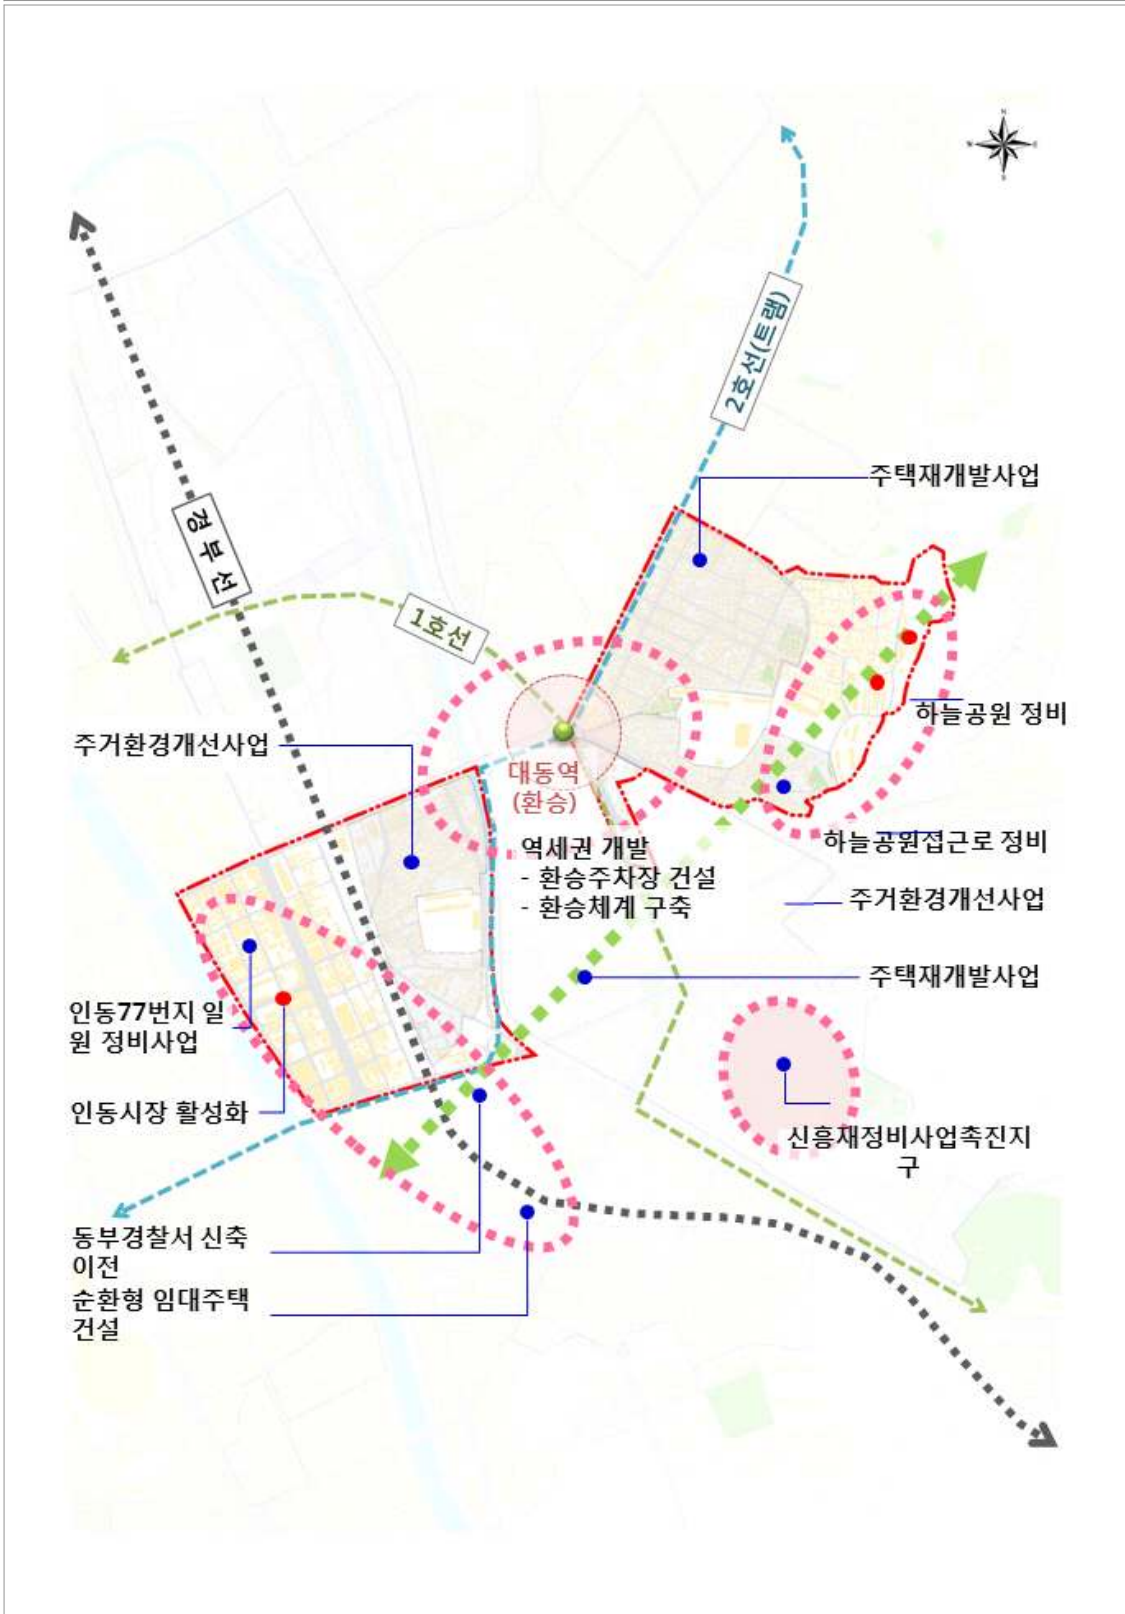 N
W
E
S
2호선(트램)
주택재개발사업
경부선
1호선
하늘공원 정비
주거환경개선사업
대동역
(환승)
하늘공원접근로 정비
역세권 개발
- 환승주차장 건설
- 환승체계 구축
주거환경개선사업
주택재개발사업
인동77번지 일
원 정비사업
인동시장 활성화
신흥재정비사업촉진지
구
동부경찰서 신축
이전
순환형 임대주택
건설